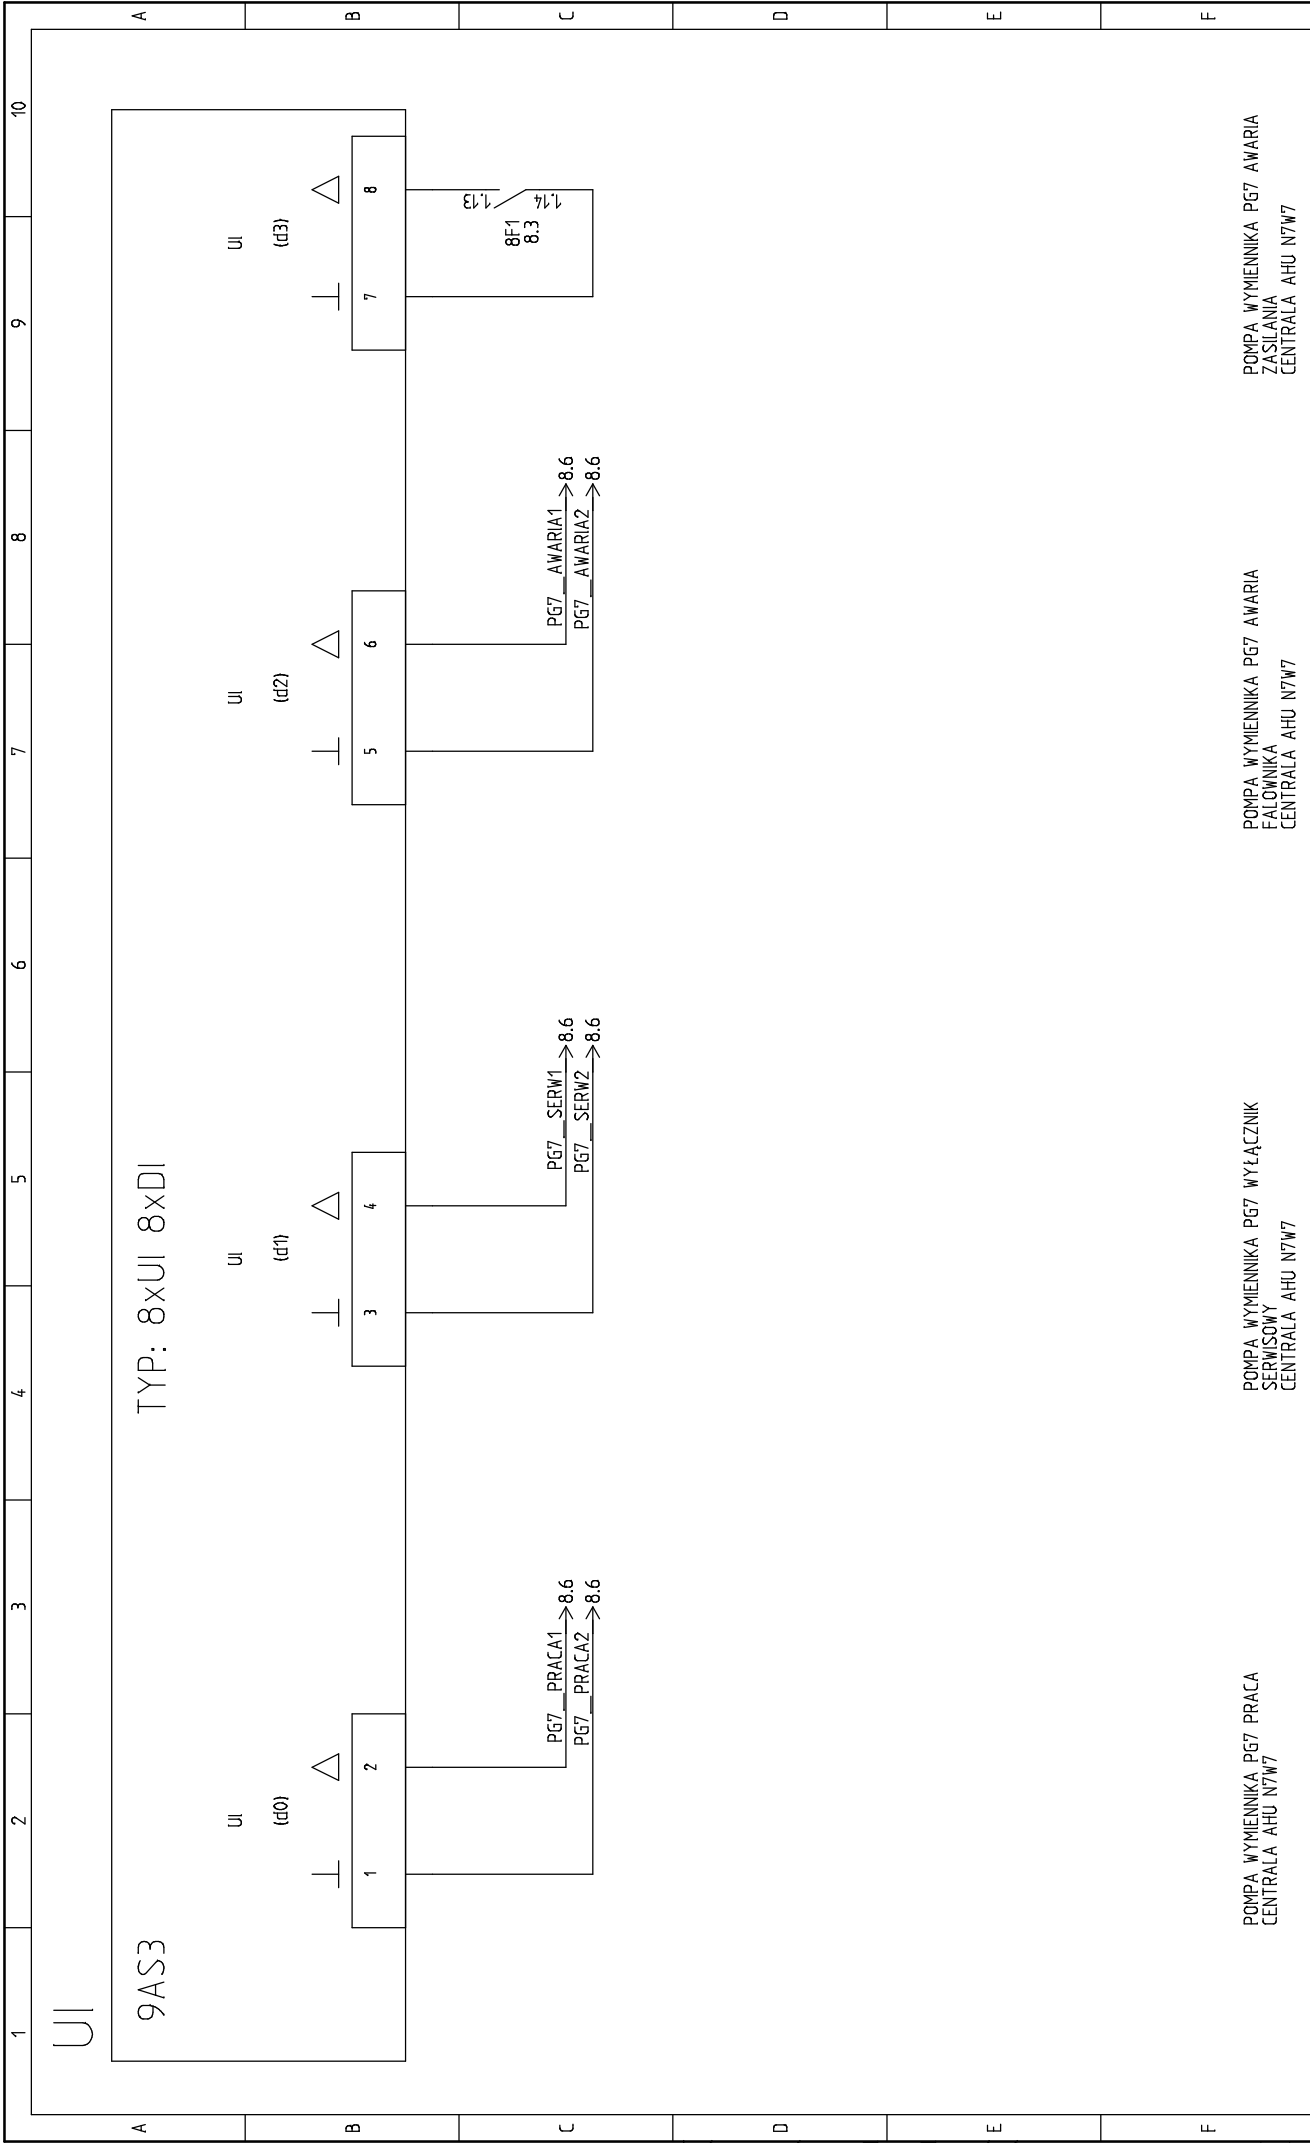 1 2 3 4 5 6 7 8 9 10
A
A
B
B
C
C
D
D
E
E
F
F
UI
9AS3
TYP: 8xUI 8xDI
UI
(d0)
1 2
PG7_PRACA1 8.6
PG7_PRACA2 8.6
UI
(d1)
3 4
PG7_SERW1 8.6
PG7_SERW2 8.6
UI
(d2)
5 6
PG7_AWARIA1 8.6
PG7_AWARIA2 8.6
UI
(d3)
7 8
1.13
8F1
8.3
1.14
POMPA WYMIENNIKA PG7 PRACA
CENTRALA AHU N7W7
POMPA WYMIENNIKA PG7 WYŁĄCZNIK
SERWISOWY
CENTRALA AHU N7W7
POMPA WYMIENNIKA PG7 AWARIA
FALOWNIKA
CENTRALA AHU N7W7
POMPA WYMIENNIKA PG7 AWARIA
ZASILANIA
CENTRALA AHU N7W7